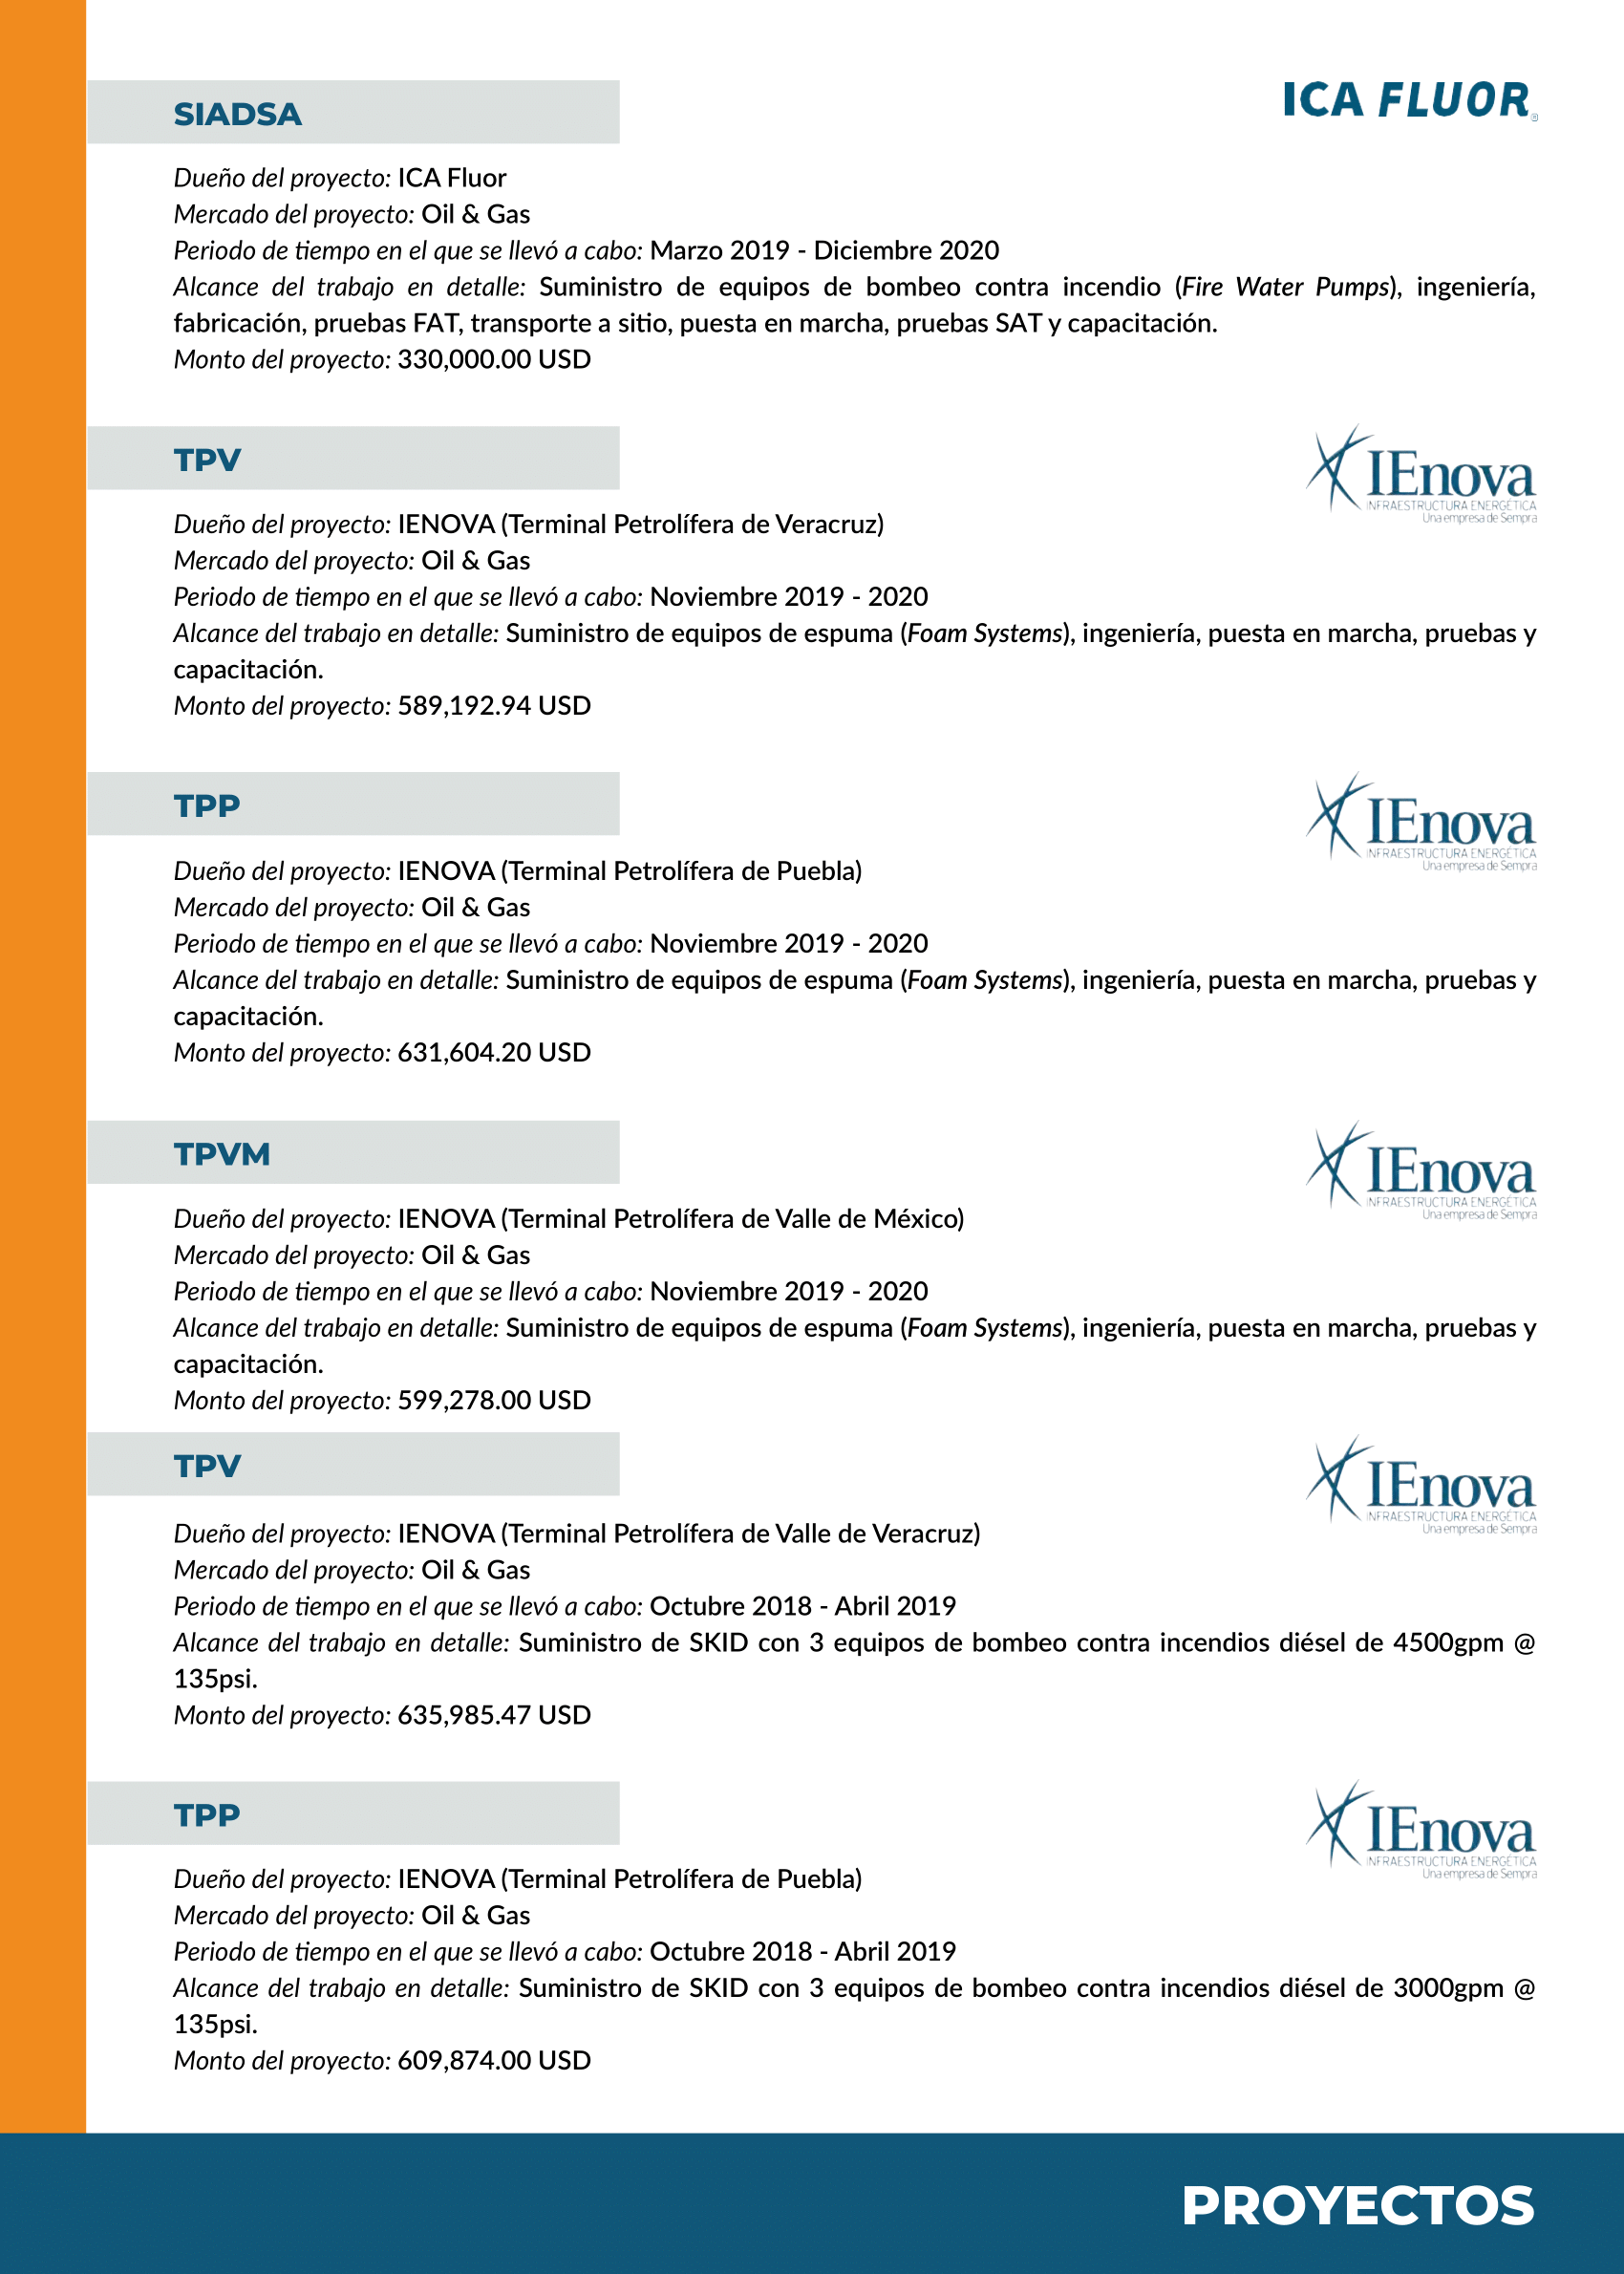 SIADSA
ICA FLUOR®
Dueño del proyecto: ICA Fluor
Mercado del proyecto: Oil & Gas
Periodo de tiempo en el que se llevó a cabo: Marzo 2019 - Diciembre 2020
Alcance del trabajo en detalle: Suministro de equipos de bombeo contra incendio (Fire Water Pumps), ingeniería,
fabricación, pruebas FAT, transporte a sitio, puesta en marcha, pruebas SAT y capacitación.
Monto del proyecto: 330,000.00 USD
TPV
IEnova
INFRAESTRUCTURA ENERGÉTICA
Una empresa de Sempra
Dueño del proyecto: IENOVA (Terminal Petrolífera de Veracruz)
Mercado del proyecto: Oil & Gas
Periodo de tiempo en el que se llevó a cabo: Noviembre 2019 - 2020
Alcance del trabajo en detalle: Suministro de equipos de espuma (Foam Systems), ingeniería, puesta en marcha, pruebas y
capacitación.
Monto del proyecto: 589,192.94 USD
TPP
IEnova
INFRAESTRUCTURA ENERGÉTICA
Una empresa de Sempra
Dueño del proyecto: IENOVA (Terminal Petrolífera de Puebla)
Mercado del proyecto: Oil & Gas
Periodo de tiempo en el que se llevó a cabo: Noviembre 2019 - 2020
Alcance del trabajo en detalle: Suministro de equipos de espuma (Foam Systems), ingeniería, puesta en marcha, pruebas y
capacitación.
Monto del proyecto: 631,604.20 USD
TPVM
IEnova
INFRAESTRUCTURA ENERGÉTICA
Una empresa de Sempra
Dueño del proyecto: IENOVA (Terminal Petrolífera de Valle de México)
Mercado del proyecto: Oil & Gas
Periodo de tiempo en el que se llevó a cabo: Noviembre 2019 - 2020
Alcance del trabajo en detalle: Suministro de equipos de espuma (Foam Systems), ingeniería, puesta en marcha, pruebas y
capacitación.
Monto del proyecto: 599,278.00 USD
TPV
IEnova
INFRAESTRUCTURA ENERGÉTICA
Una empresa de Sempra
Dueño del proyecto: IENOVA (Terminal Petrolífera de Valle de Veracruz)
Mercado del proyecto: Oil & Gas
Periodo de tiempo en el que se llevó a cabo: Octubre 2018 - Abril 2019
Alcance del trabajo en detalle: Suministro de SKID con 3 equipos de bombeo contra incendios diésel de 4500gpm @
135psi.
Monto del proyecto: 635,985.47 USD
TPP
IEnova
INFRAESTRUCTURA ENERGÉTICA
Una empresa de Sempra
Dueño del proyecto: IENOVA (Terminal Petrolífera de Puebla)
Mercado del proyecto: Oil & Gas
Periodo de tiempo en el que se llevó a cabo: Octubre 2018 - Abril 2019
Alcance del trabajo en detalle: Suministro de SKID con 3 equipos de bombeo contra incendios diésel de 3000gpm @
135psi.
Monto del proyecto: 609,874.00 USD
PROYECTOS